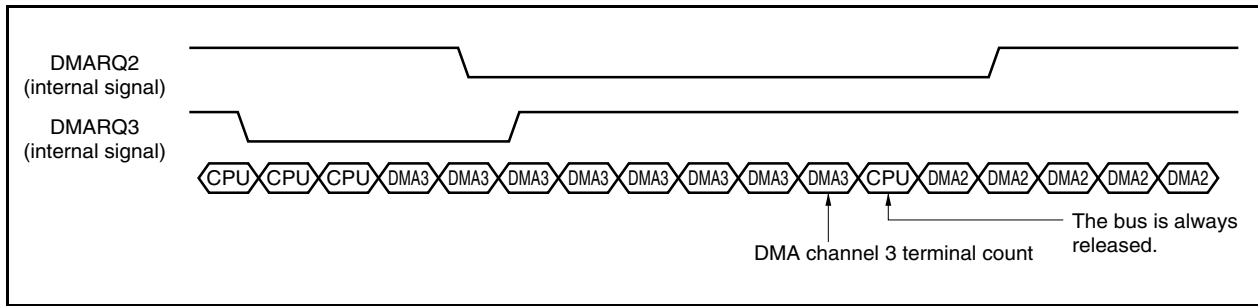 DMARQ2
(internal signal)
DMARQ3
(internal signal)
CPU CPU CPU DMA3 DMA3 DMA3 DMA3 DMA3 DMA3 DMA3 DMA3 CPU DMA2 DMA2 DMA2 DMA2 DMA2
The bus is always
released.
DMA channel 3 terminal count